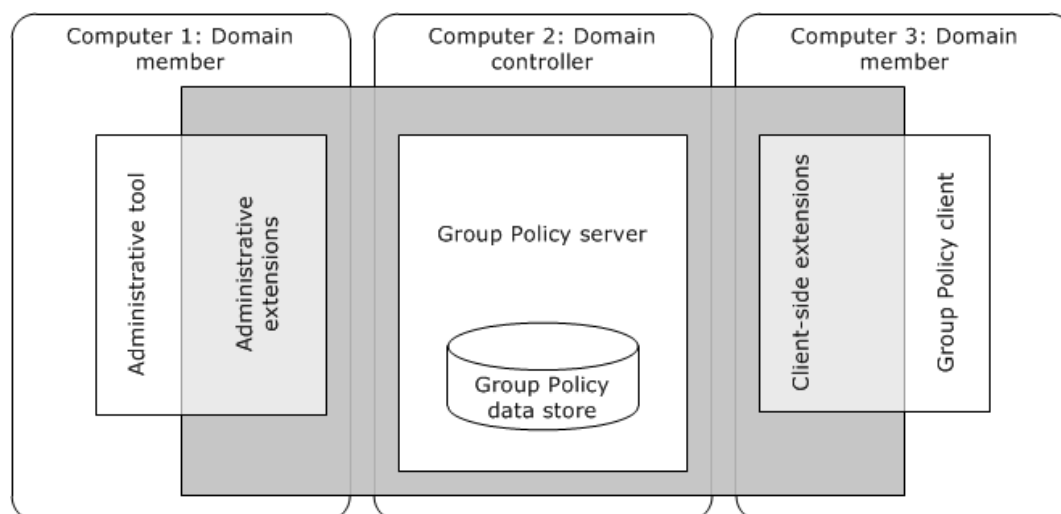 Computer 1: Domain
member
Computer 2: Domain
controller
Computer 3: Domain
member
Administrative tool
Administrative
extensions
Group Policy server
Group Policy
data store
Client-side extensions
Group Policy client